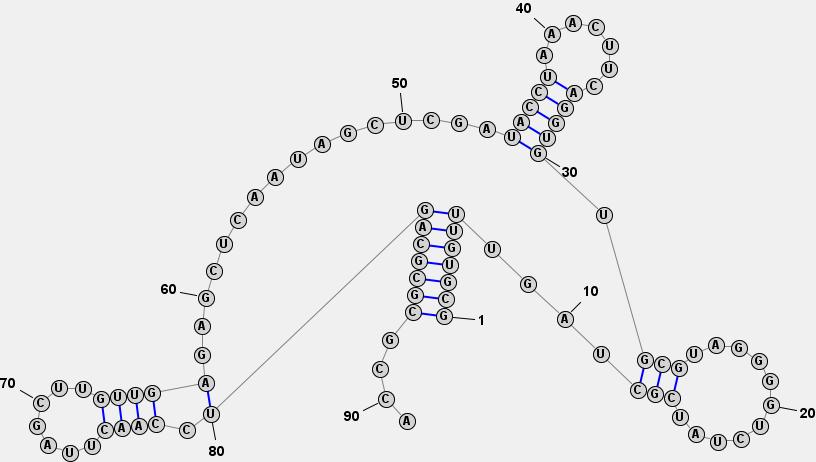 1
G C G U G U U U G A
10
U C G C U A U C U G
20
G G G A U G C G U G
30
U G G A C U U C A A
40
A U C C A U A G C U
50
C G A U A A C U C G
60
A G A G U U G U U C
70
G A U U C A A C C U
80
G A C G C G C G C C
90
A